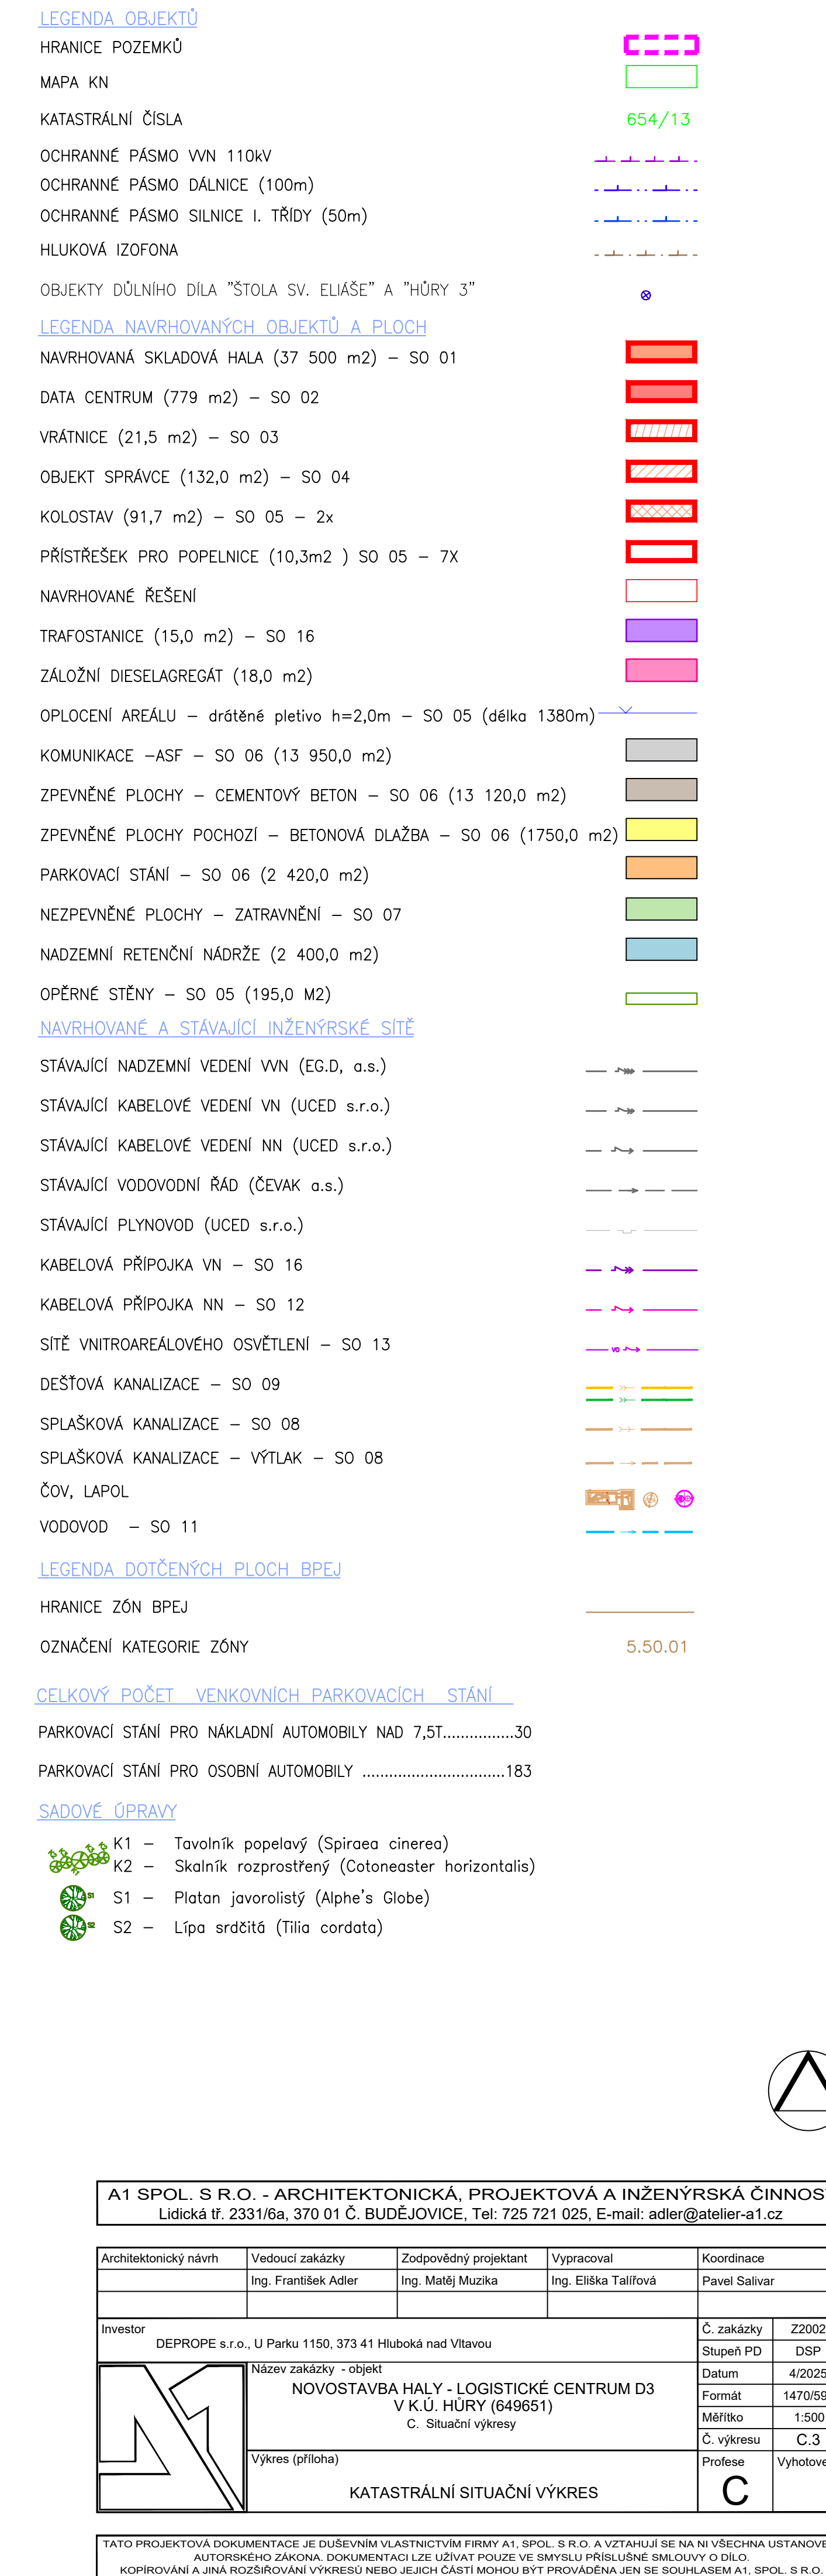 LEGENDA OBJEKTŮ
HRANICE POZEMKŮ
MAPA KN
KATASTRÁLNÍ ČÍSLA 654/13
OCHRANNÉ PÁSMO VVN 110kV
OCHRANNÉ PÁSMO DÁLNICE (100m)
OCHRANNÉ PÁSMO SILNICE I. TŘÍDY (50m)
HLUKOVÁ IZOFONA
OBJEKTY DŮLNÍHO DÍLA "ŠTOLA SV. ELIÁŠE" A "HŮRY 3"
LEGENDA NAVRHOVANÝCH OBJEKTŮ A PLOCH
NAVRHOVANÁ SKLADOVÁ HALA (37 500 m2) – SO 01
DATA CENTRUM (779 m2) – SO 02
VRÁTNICE (21,5 m2) – SO 03
OBJEKT SPRÁVCE (132,0 m2) – SO 04
KOLOSTAV (91,7 m2) – SO 05 – 2x
PŘÍSTŘEŠEK PRO POPELNICE (10,3m2 ) SO 05 – 7X
NAVRHOVANÉ ŘEŠENÍ
TRAFOSTANICE (15,0 m2) – SO 16
ZÁLOŽNÍ DIESELAGREGÁT (18,0 m2)
OPLOCENÍ AREÁLU – drátěné pletivo h=2,0m – SO 05 (délka 1380m)
KOMUNIKACE –ASF – SO 06 (13 950,0 m2)
ZPEVNĚNÉ PLOCHY – CEMENTOVÝ BETON – SO 06 (13 120,0 m2)
ZPEVNĚNÉ PLOCHY POCHOZÍ – BETONOVÁ DLAŽBA – SO 06 (1750,0 m2)
PARKOVACÍ STÁNÍ – SO 06 (2 420,0 m2)
NEZPEVNĚNÉ PLOCHY – ZATRAVNĚNÍ – SO 07
NADZEMNÍ RETENČNÍ NÁDRŽE (2 400,0 m2)
OPĚRNÉ STĚNY – SO 05 (195,0 M2)
NAVRHOVANÉ A STÁVAJÍCÍ INŽENÝRSKÉ SÍTĚ
STÁVAJÍCÍ NADZEMNÍ VEDENÍ VVN (EG.D, a.s.)
STÁVAJÍCÍ KABELOVÉ VEDENÍ VN (UCED s.r.o.)
STÁVAJÍCÍ KABELOVÉ VEDENÍ NN (UCED s.r.o.)
STÁVAJÍCÍ VODOVODNÍ ŘÁD (ČEVAK a.s.)
STÁVAJÍCÍ PLYNOVOD (UCED s.r.o.)
KABELOVÁ PŘÍPOJKA VN – SO 16
KABELOVÁ PŘÍPOJKA NN – SO 12
SÍTĚ VNITROAREÁLOVÉHO OSVĚTLENÍ – SO 13 VO
DEŠŤOVÁ KANALIZACE – SO 09
SPLAŠKOVÁ KANALIZACE – SO 08
SPLAŠKOVÁ KANALIZACE – VÝTLAK – SO 08
ČOV, LAPOL
VODOVOD – SO 11
LEGENDA DOTČENÝCH PLOCH BPEJ
HRANICE ZÓN BPEJ
OZNAČENÍ KATEGORIE ZÓNY 5.50.01
CELKOVÝ POČET VENKOVNÍCH PARKOVACÍCH STÁNÍ
PARKOVACÍ STÁNÍ PRO NÁKLADNÍ AUTOMOBILY NAD 7,5T................30
PARKOVACÍ STÁNÍ PRO OSOBNÍ AUTOMOBILY ................................183
SADOVÉ ÚPRAVY
K1 – Tavolník popelavý (Spiraea cinerea)
K2 – Skalník rozprostřený (Cotoneaster horizontalis)
S1 S1 – Platan javorolistý (Alphe's Globe)
S2 S2 – Lípa srdčitá (Tilia cordata)
A1 SPOL. S R.O. - ARCHITEKTONICKÁ, PROJEKTOVÁ A INŽENÝRSKÁ ČINNOST
Lidická tř. 2331/6a, 370 01 Č. BUDĚJOVICE, Tel: 725 721 025, E-mail: adler@atelier-a1.cz
Architektonický návrh Vedoucí zakázky Zodpovědný projektant Vypracoval Koordinace
Ing. František Adler Ing. Matěj Muzika Ing. Eliška Talířová Pavel Salivar
Investor
DEPROPE s.r.o., U Parku 1150, 373 41 Hluboká nad Vltavou
Č. zakázky Z2002
Stupeň PD DSP
Název zakázky - objekt
NOVOSTAVBA HALY - LOGISTICKÉ CENTRUM D3
V K.Ú. HŮRY (649651)
C. Situační výkresy
Datum 4/2025
Formát 1470/59
Měřítko 1:500
Č. výkresu C.3
Výkres (příloha)
KATASTRÁLNÍ SITUAČNÍ VÝKRES
Profese Vyhotove
C
TATO PROJEKTOVÁ DOKUMENTACE JE DUŠEVNÍM VLASTNICTVÍM FIRMY A1, SPOL. S R.O. A VZTAHUJÍ SE NA NI VŠECHNA USTANOVE
AUTORSKÉHO ZÁKONA. DOKUMENTACI LZE UŽÍVAT POUZE VE SMYSLU PŘÍSLUŠNÉ SMLOUVY O DÍLO.
KOPÍROVÁNÍ A JINÁ ROZŠIŘOVÁNÍ VÝKRESŮ NEBO JEJICH ČÁSTÍ MOHOU BÝT PROVÁDĚNA JEN SE SOUHLASEM A1, SPOL. S R.O.